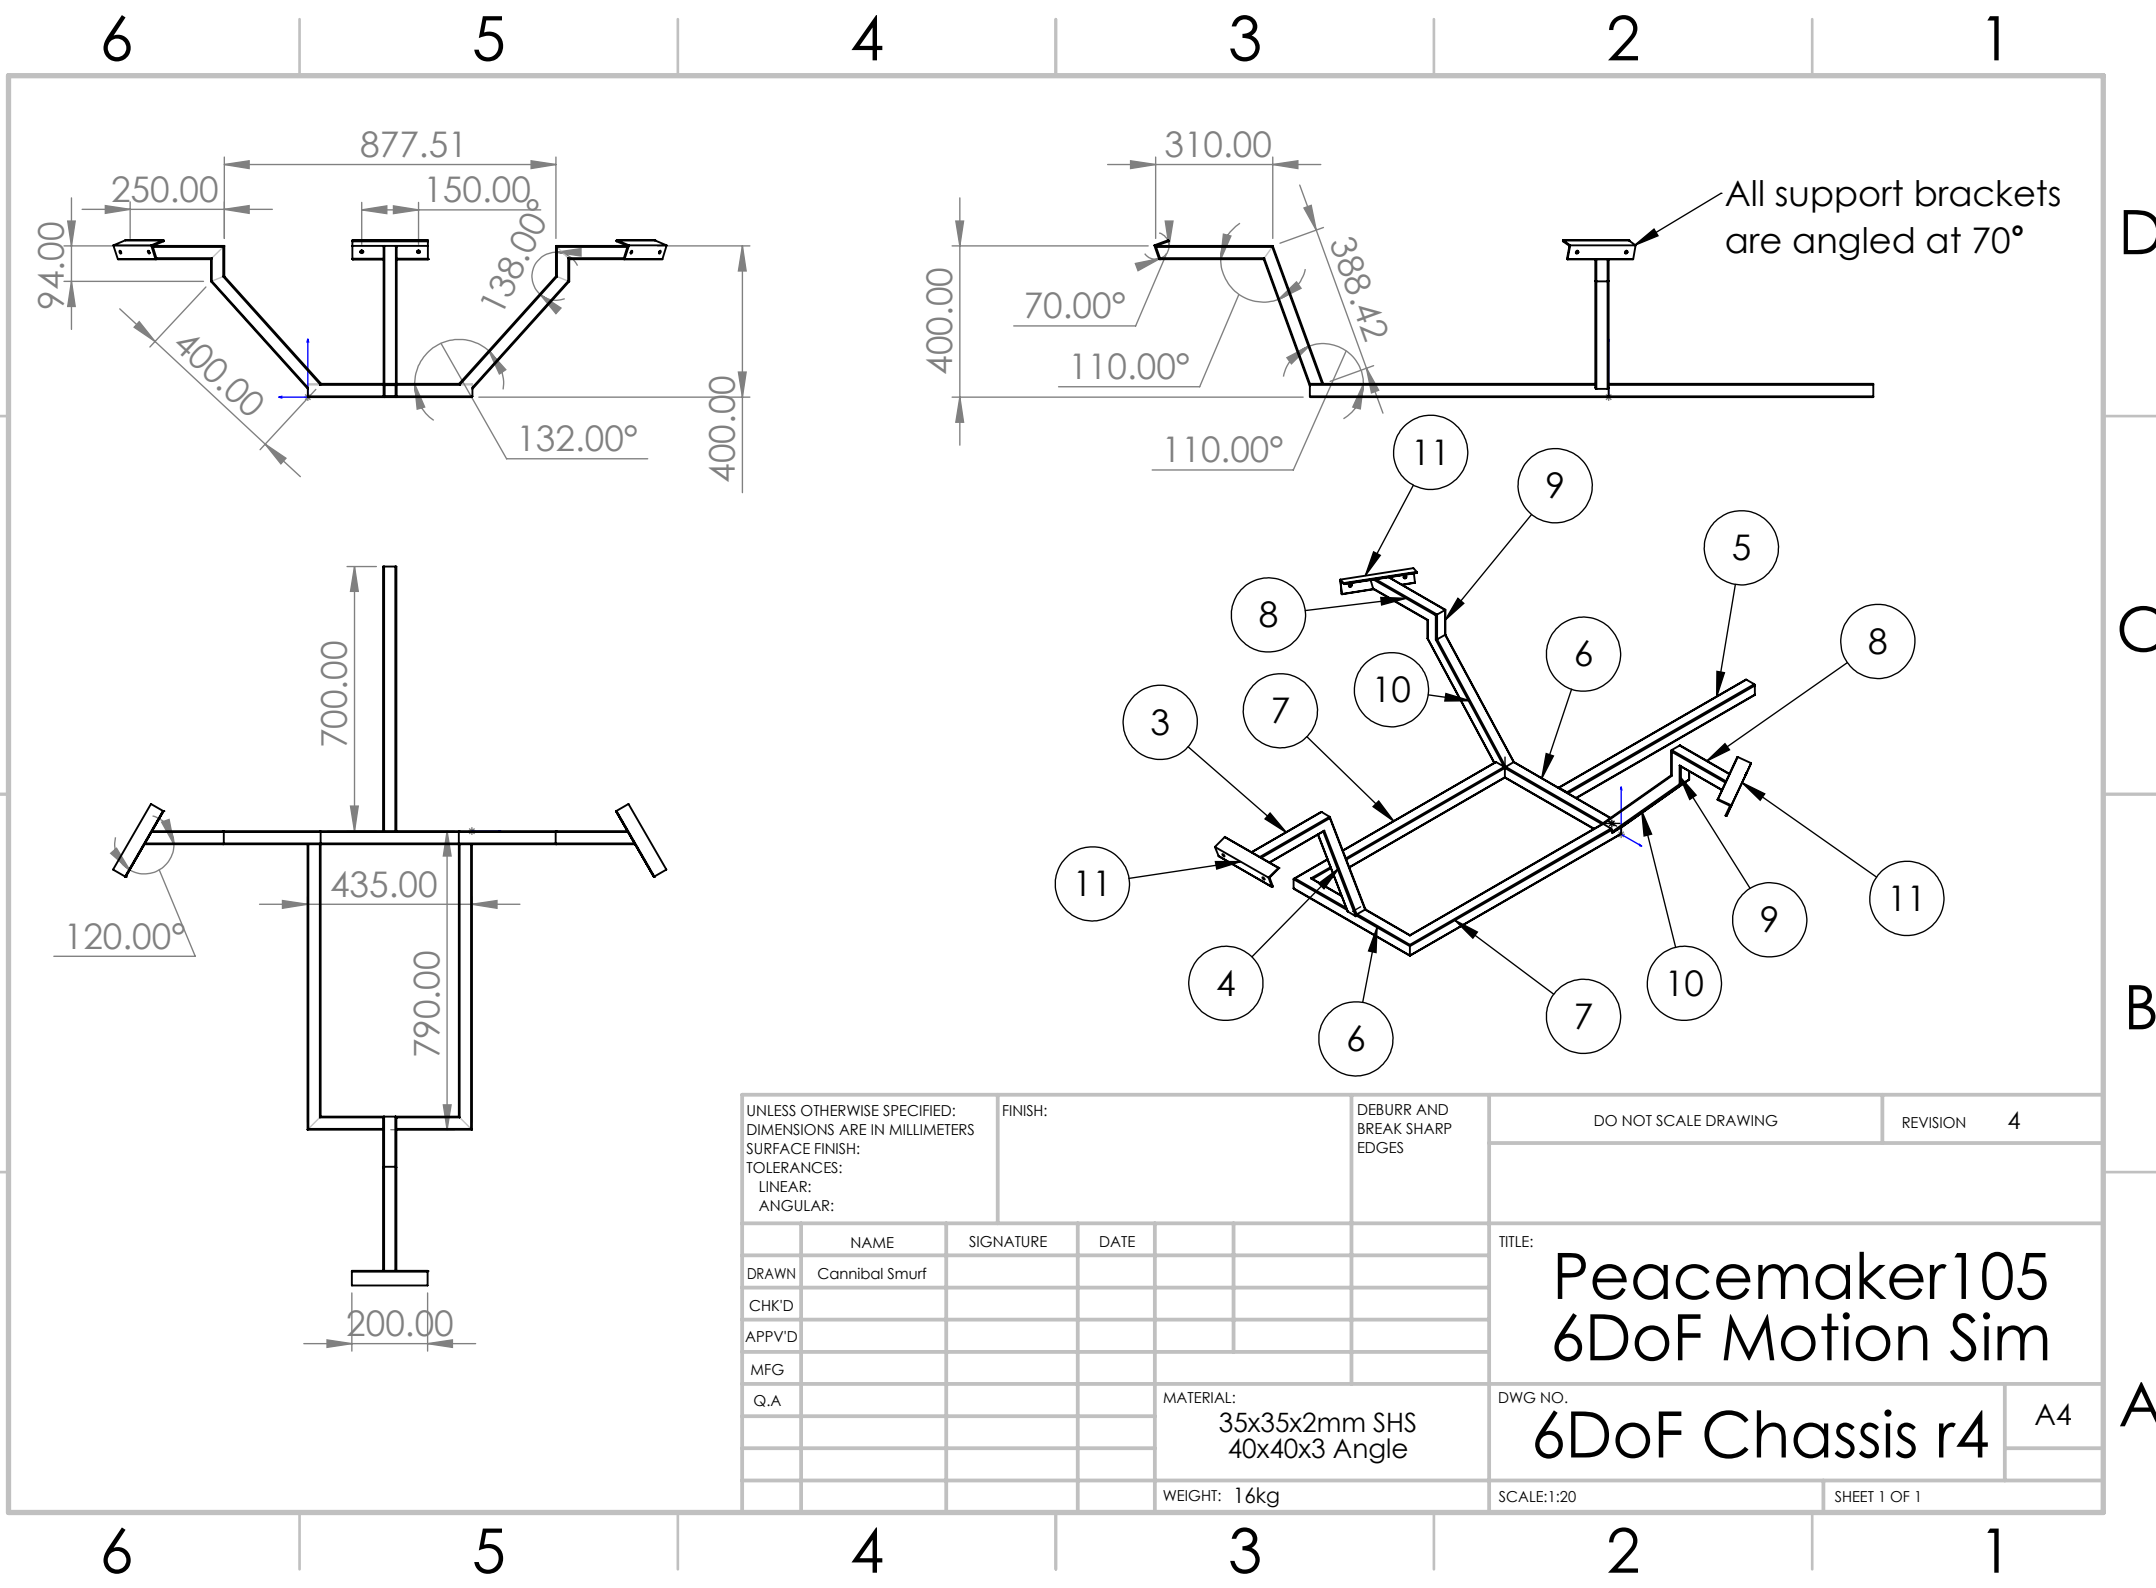 6 5 4 3 2 1
877.51
250.00
150.00
94.00
138.00°
400.00
132.00°
400.00
310.00
388.42
400.00
70.00°
110.00°
110.00°
All support brackets
are angled at 70°
D
C
B
A
700.00
435.00
120.00°
790.00
200.00
11
9
5
8
6
8
10
7
3
11
4
6
7
10
9
11
UNLESS OTHERWISE SPECIFIED:
DIMENSIONS ARE IN MILLIMETERS
SURFACE FINISH:
TOLERANCES:
LINEAR:
ANGULAR:
FINISH:
DEBURR AND
BREAK SHARP
EDGES
DO NOT SCALE DRAWING
REVISION 4
NAME SIGNATURE DATE
DRAWN Cannibal Smurf
CHK'D
APPV'D
MFG
Q.A
TITLE:
Peacemaker105
6DoF Motion Sim
MATERIAL:
35x35x2mm SHS
40x40x3 Angle
DWG NO.
6DoF Chassis r4
A4
WEIGHT: 16kg
SCALE:1:20
SHEET 1 OF 1
6 5 4 3 2 1